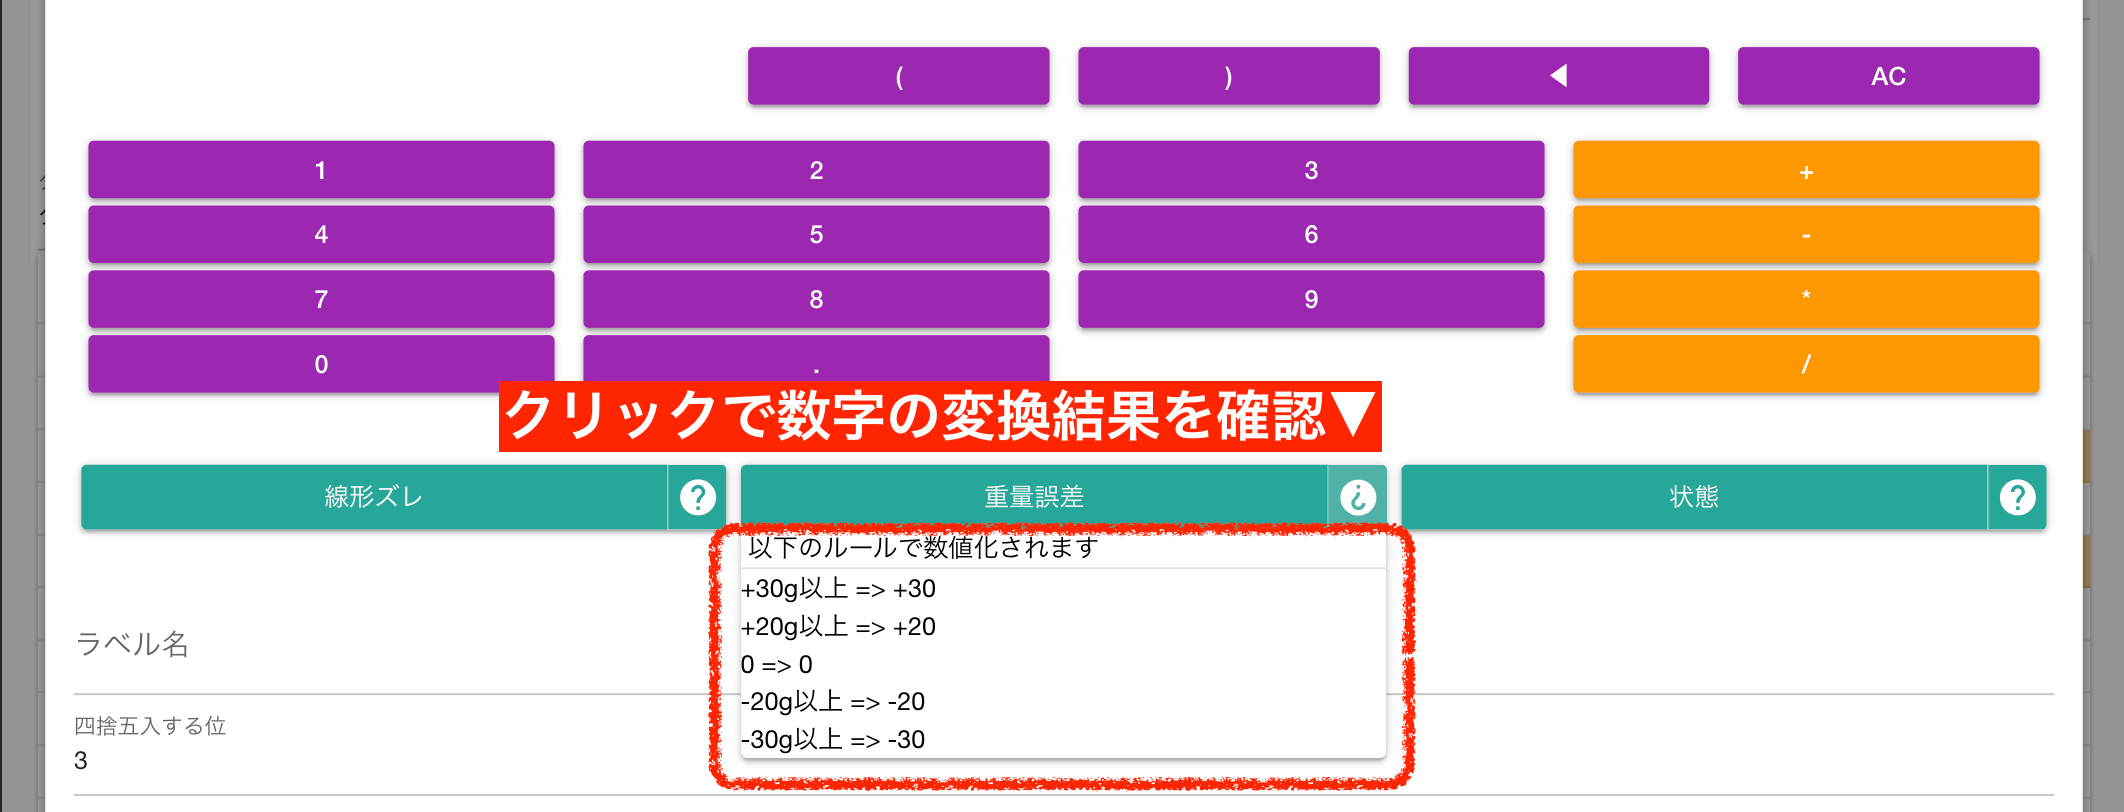 ( ) ◀ AC
1 2 3 +
4 5 6 -
7 8 9 *
0 . /
クリックで数字の変換結果を確認▼
線形ズレ ? 重量誤差 ¿ 状態 ?
以下のルールで数値化されます
+30g以上 => +30
+20g以上 => +20
0 => 0
-20g以上 => -20
-30g以上 => -30
ラベル名
四捨五入する位
3